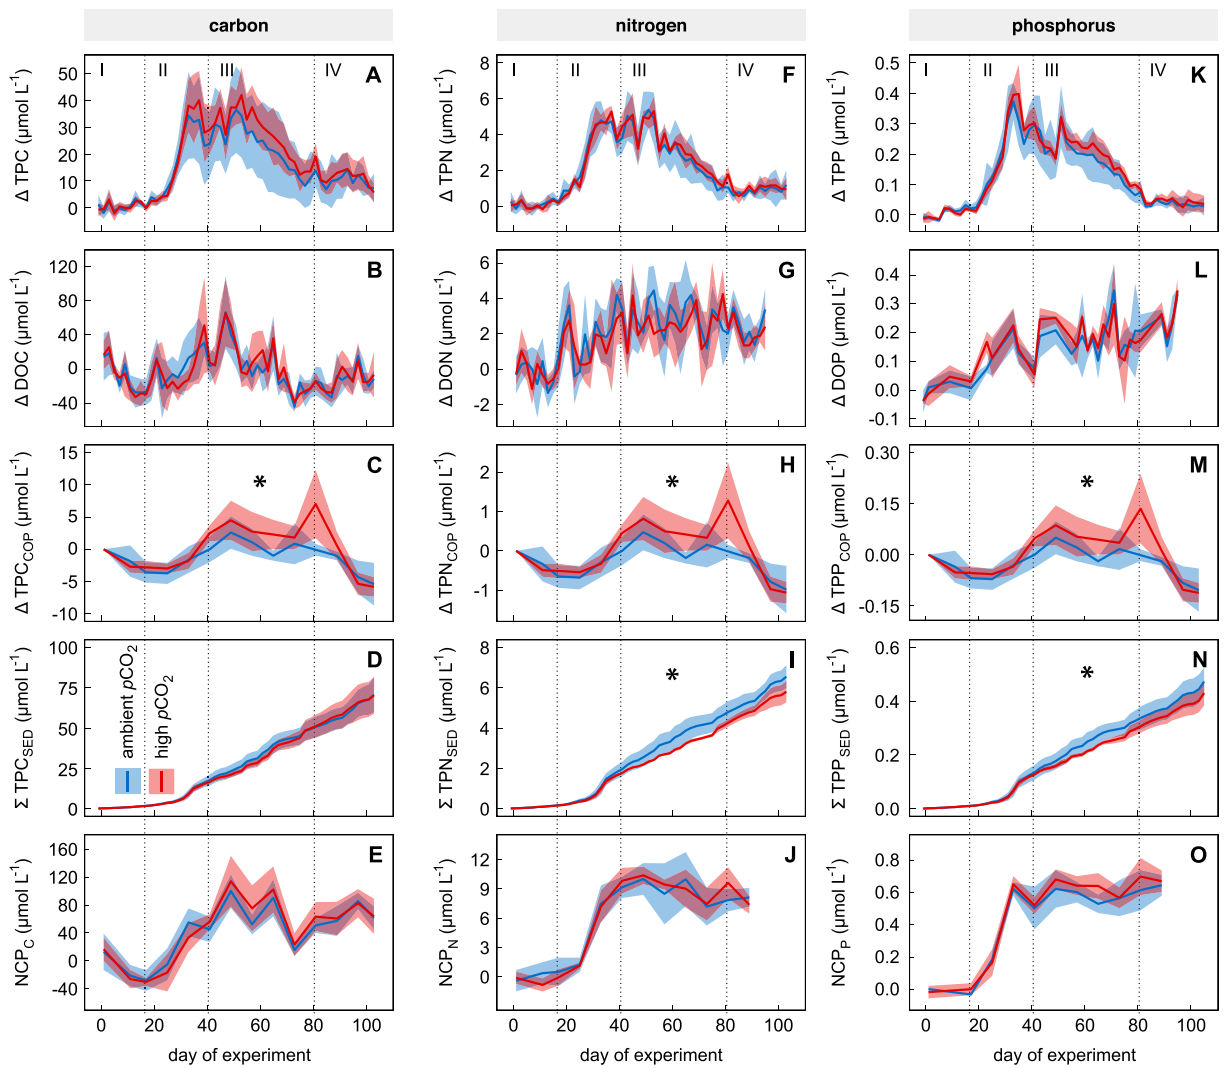 carbon
nitrogen
phosphorus
I II III IV A
Δ TPC (μmol L⁻¹)
50
40
30
20
10
0
I II III IV F
Δ TPN (μmol L⁻¹)
8
6
4
2
0
I II III IV K
Δ TPP (μmol L⁻¹)
0.5
0.4
0.3
0.2
0.1
0.0
B
Δ DOC (μmol L⁻¹)
120
80
40
0
-40
G
Δ DON (μmol L⁻¹)
6
4
2
0
-2
L
Δ DOP (μmol L⁻¹)
0.4
0.3
0.2
0.1
0.0
-0.1
C
*
Δ TPC_COP (μmol L⁻¹)
15
10
5
0
-5
-10
H
*
Δ TPN_COP (μmol L⁻¹)
2
1
0
-1
M
*
Δ TPP_COP (μmol L⁻¹)
0.30
0.15
0.00
-0.15
D
Σ TPC_SED (μmol L⁻¹)
100
75
50
25
0
ambient pCO₂
high pCO₂
I
*
Σ TPN_SED (μmol L⁻¹)
8
6
4
2
0
N
*
Σ TPP_SED (μmol L⁻¹)
0.6
0.4
0.2
0.0
E
NCP_C (μmol L⁻¹)
160
120
80
40
0
-40
J
NCP_N (μmol L⁻¹)
12
9
6
3
0
O
NCP_P (μmol L⁻¹)
0.8
0.6
0.4
0.2
0.0
0 20 40 60 80 100
day of experiment
0 20 40 60 80 100
day of experiment
0 20 40 60 80 100
day of experiment